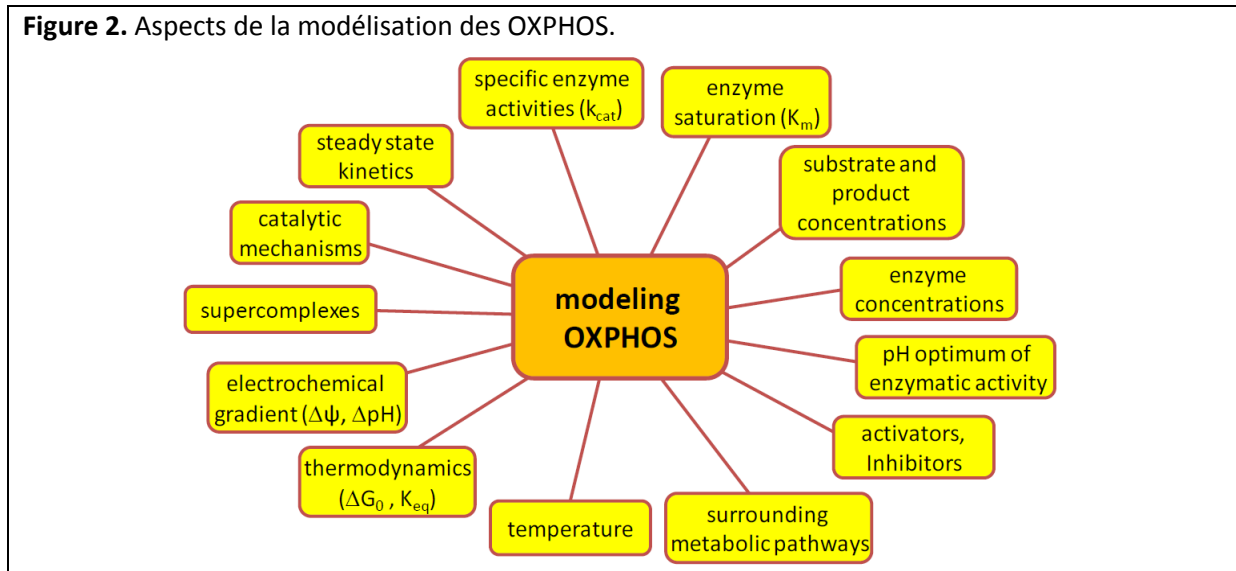 Figure 2. Aspects de la modélisation des OXPHOS.
specific enzyme
activities (kcat)
enzyme
saturation (Km)
steady state
kinetics
substrate and
product
concentrations
catalytic
mechanisms
enzyme
concentrations
supercomplexes
modeling
OXPHOS
pH optimum of
enzymatic activity
electrochemical
gradient (Δψ, ΔpH)
activators,
Inhibitors
thermodynamics
(ΔG0 , Keq)
temperature
surrounding
metabolic pathways